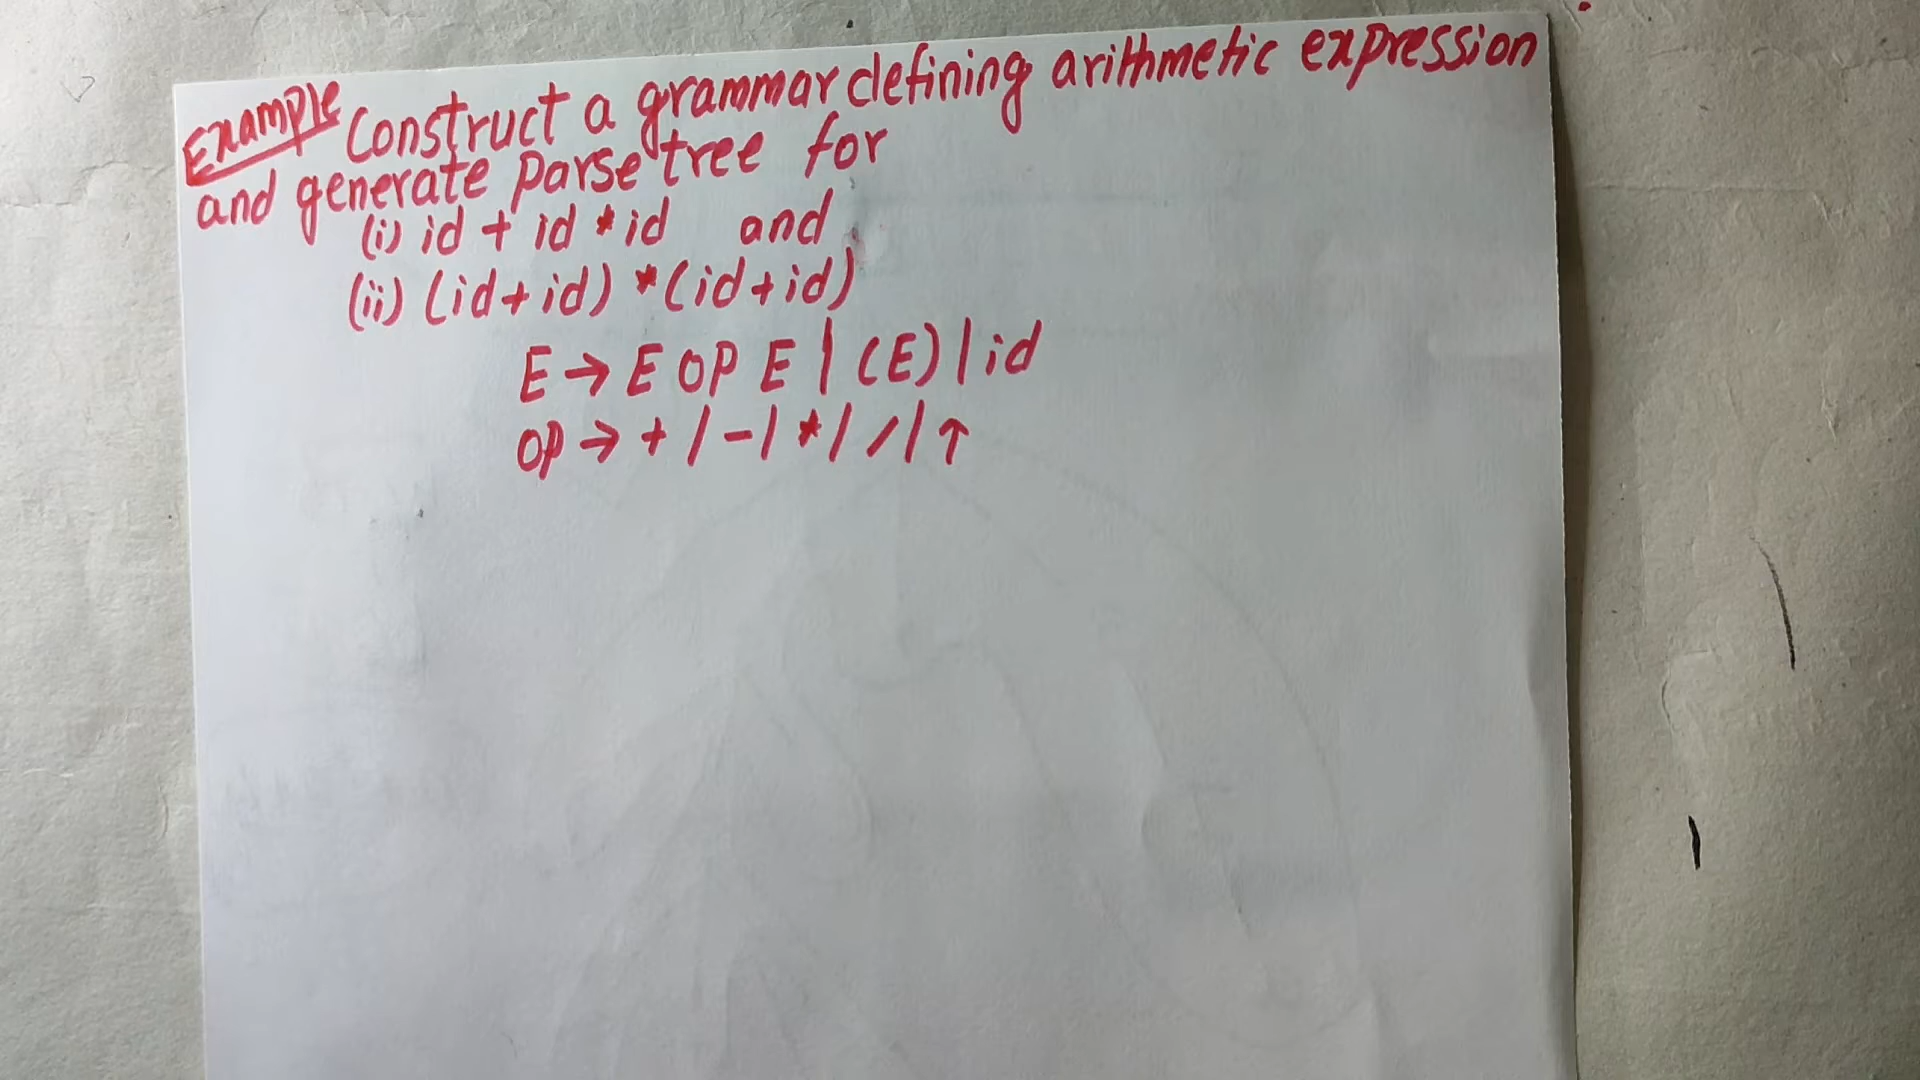 Example Construct a grammar defining arithmetic expression
and generate parse tree for
(i) id + id * id and
(ii) (id+id) * (id+id)
E → E OP E | (E) | id
OP → + | - | * | / | ↑